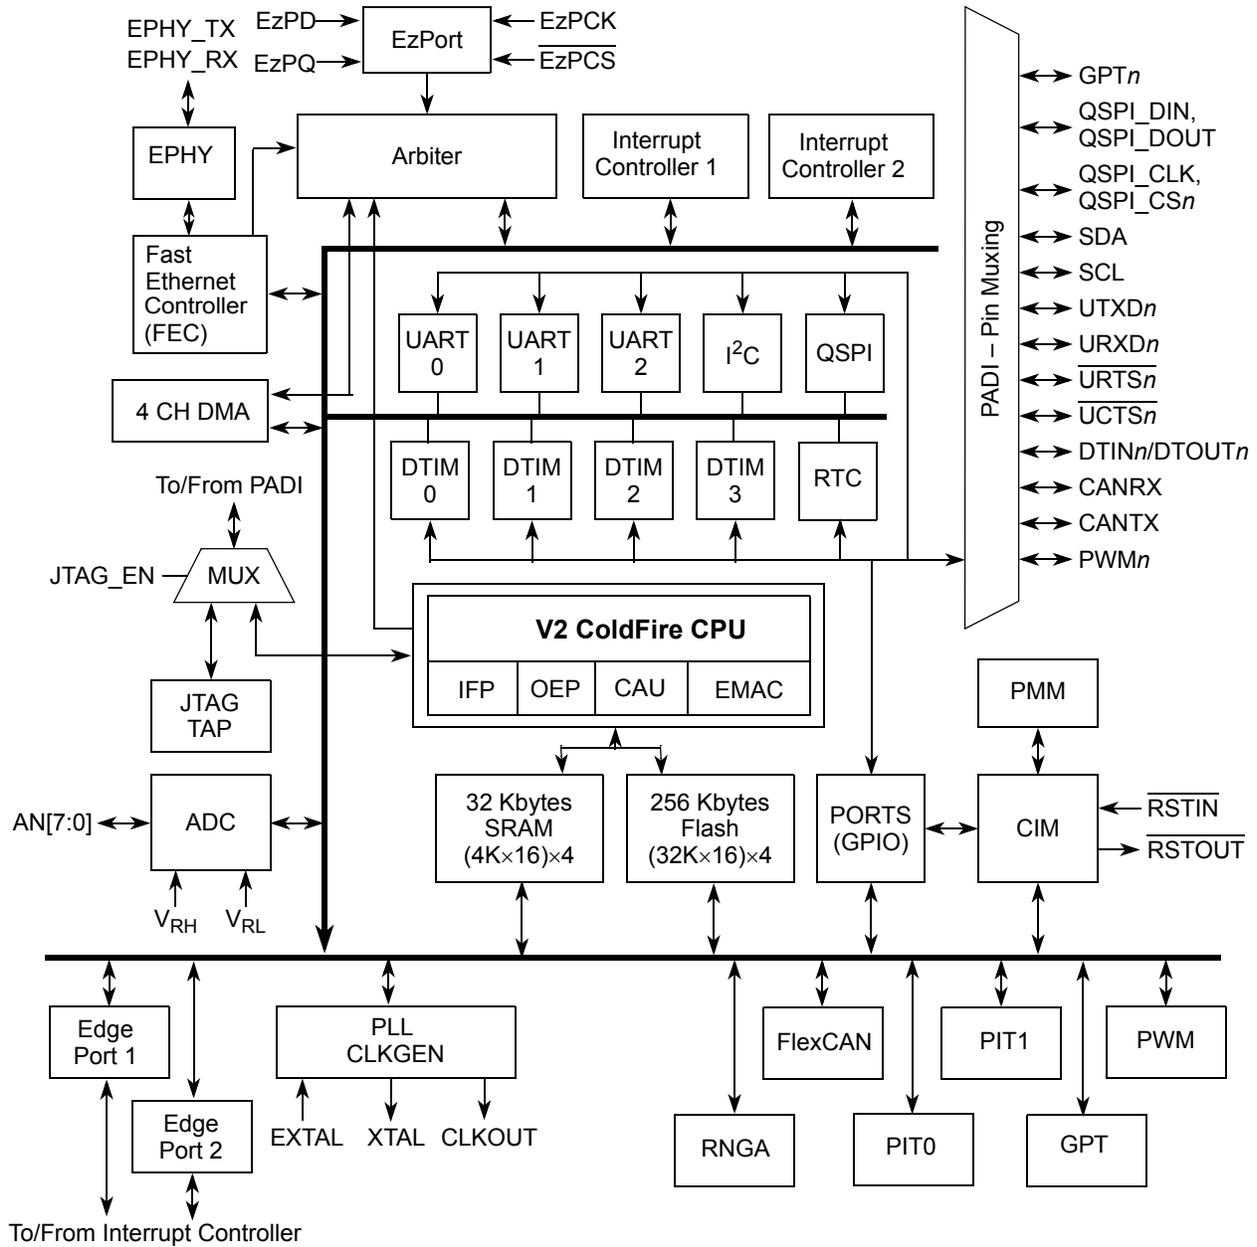 EPHY_TX
EPHY_RX
EzPD
EzPQ
EzPort
EzPCK
EzPCS
EPHY
Arbiter
Interrupt
Controller 1
Interrupt
Controller 2
Fast
Ethernet
Controller
(FEC)
UART
0
UART
1
UART
2
I²C
QSPI
4 CH DMA
DTIM
0
DTIM
1
DTIM
2
DTIM
3
RTC
PADI – Pin Muxing
GPTn
QSPI_DIN,
QSPI_DOUT
QSPI_CLK,
QSPI_CSn
SDA
SCL
UTXDn
URXDn
URTSn
UCTSn
DTINn/DTOUTn
CANRX
CANTX
PWMn
To/From PADI
JTAG_EN
MUX
JTAG
TAP
V2 ColdFire CPU
IFP
OEP
CAU
EMAC
PMM
AN[7:0]
ADC
VRH
VRL
32 Kbytes
SRAM
(4K×16)×4
256 Kbytes
Flash
(32K×16)×4
PORTS
(GPIO)
CIM
RSTIN
RSTOUT
Edge
Port 1
Edge
Port 2
PLL
CLKGEN
EXTAL
XTAL
CLKOUT
FlexCAN
PIT1
PWM
RNGA
PIT0
GPT
To/From Interrupt Controller